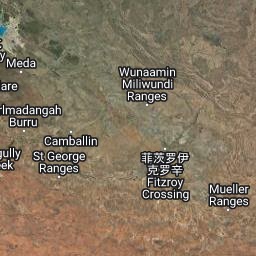 Meda
Wunaamin
Miliwundi
Ranges
Camballin
Burru
St George
Ranges
菲茨罗伊
克罗辛
Fitzroy
Crossing
Mueller
Ranges